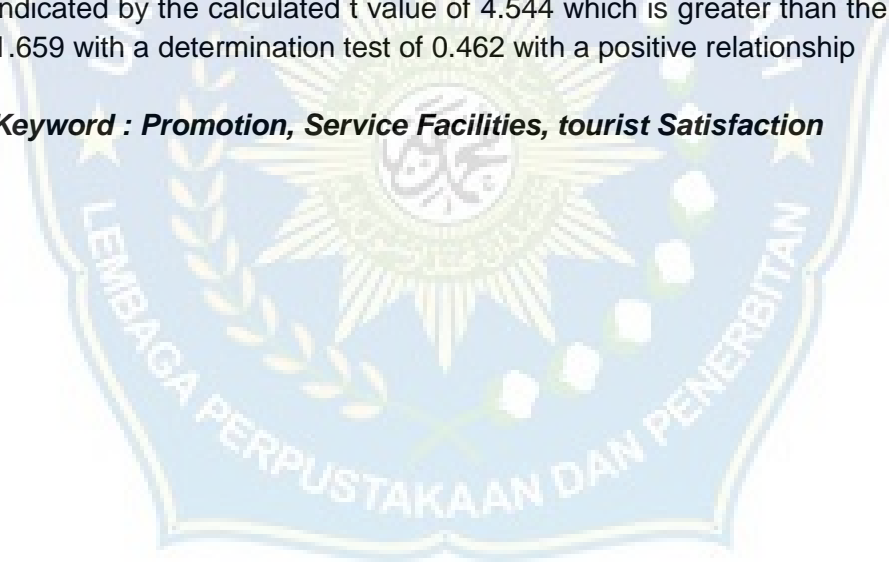 indicated by the calculated t value of 4.544 which is greater than the
1.659 with a determination test of 0.462 with a positive relationship
Keyword : Promotion, Service Facilities, tourist Satisfaction
LEMBAGA PERPUSTAKAAN DAN PENERBITAN